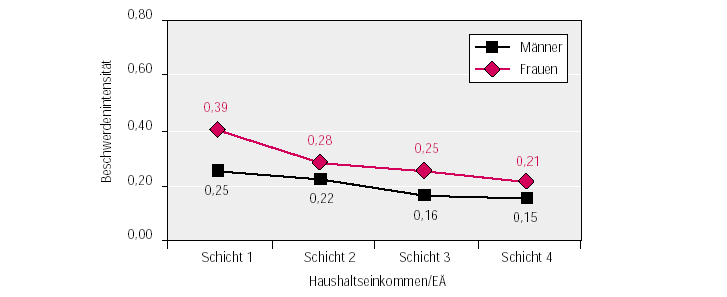 0,80
Männer
Frauen
0,60
0,40
0,20
0,00
Beschwerdenintensität
0,39
0,28
0,25
0,21
0,25
0,22
0,16
0,15
Schicht 1
Schicht 2
Schicht 3
Schicht 4
Haushaltseinkommen/EÄ